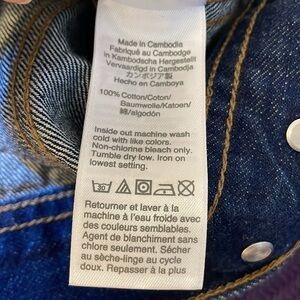 Made in Cambodia
Fabriqué au Cambodge
in Kambodscha Hergestellt
Vervaardigd in Cambodja
カンボジア製
Hecho en Camboya
100% Cotton/Coton/
Baumwolle/Katoen/
綿/algodón
Inside out machine wash
cold with like colors.
Non-chlorine bleach only.
Tumble dry low. Iron on
lowest setting.
30
Retourner et laver à la
machine à l'eau froide avec
des couleurs semblables.
Agent de blanchiment sans
chlore seulement. Sécher
au sèche-linge au cycle
doux. Repasser à la plus